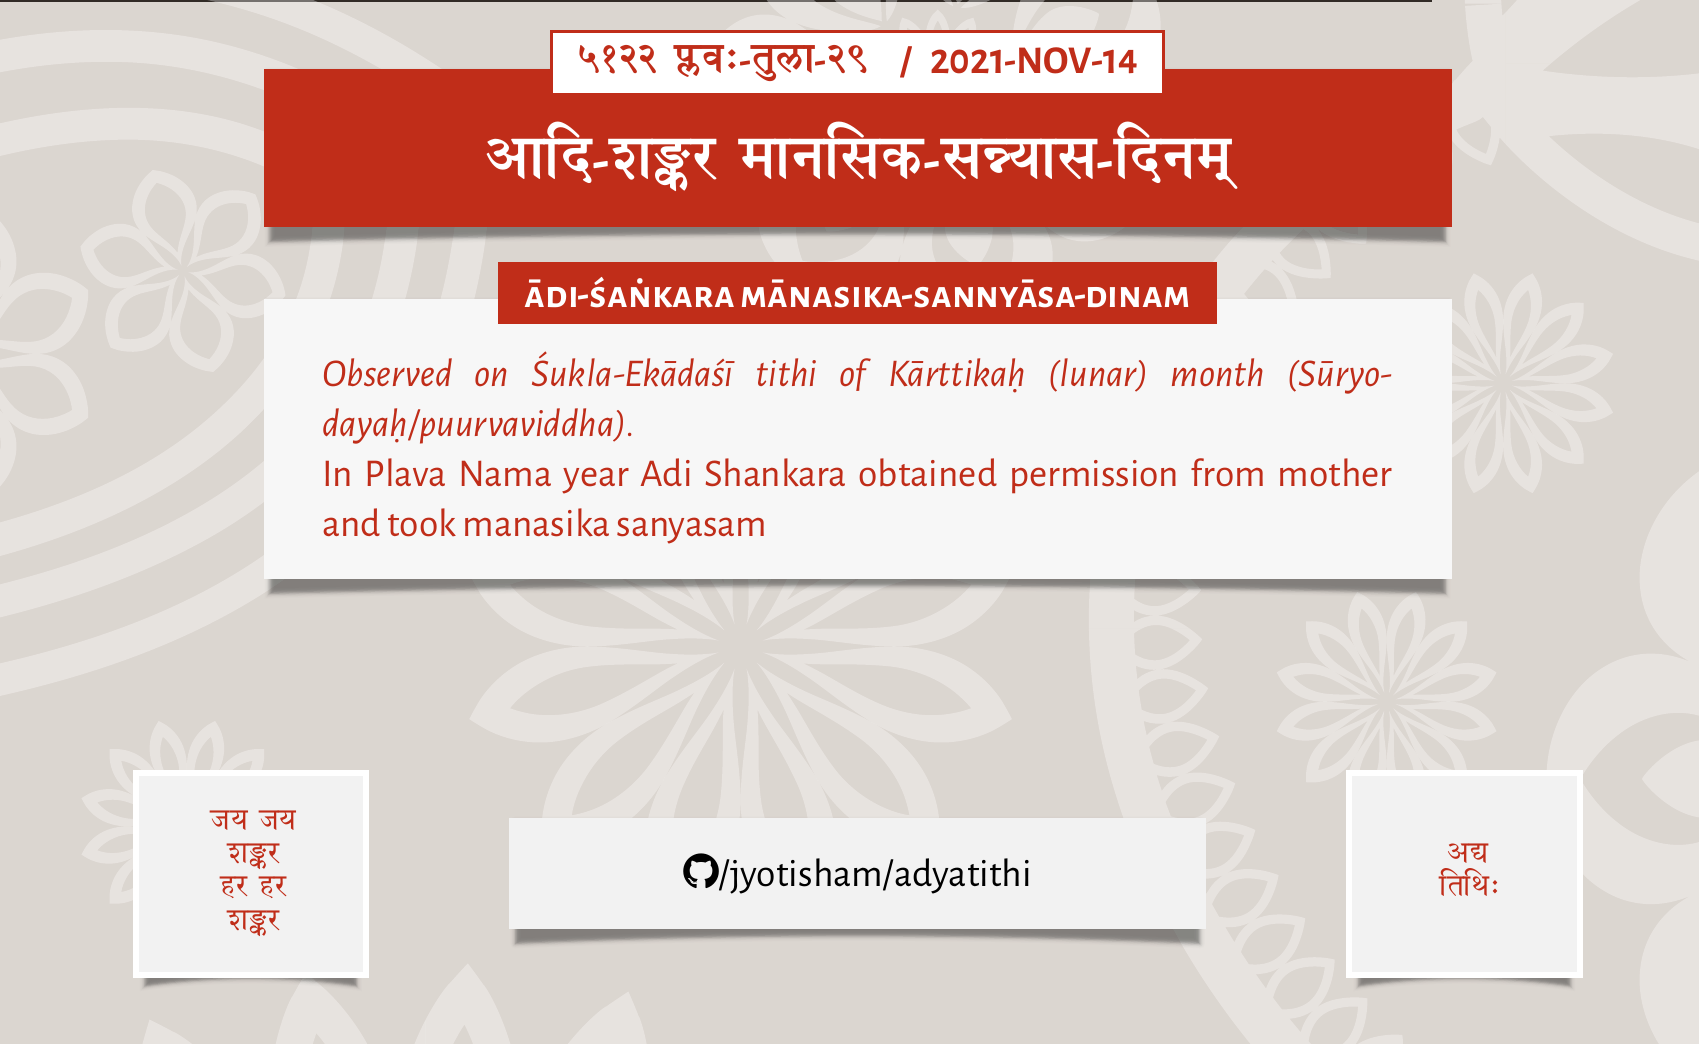 ५१२२ प्लवः-तुला-२९ / 2021-NOV-14
आदि-शङ्कर मानसिक-सन्न्यास-दिनम्
ĀDI-ŚAṄKARA MĀNASIKA-SANNYĀSA-DINAM
Observed on Śukla-Ekādaśī tithi of Kārttikaḥ (lunar) month (Sūryo-
dayaḥ/puurvaviddha).
In Plava Nama year Adi Shankara obtained permission from mother
and took manasika sanyasam
जय जय
शङ्कर
हर हर
शङ्कर
/jyotisham/adyatithi
अद्य
तिथिः